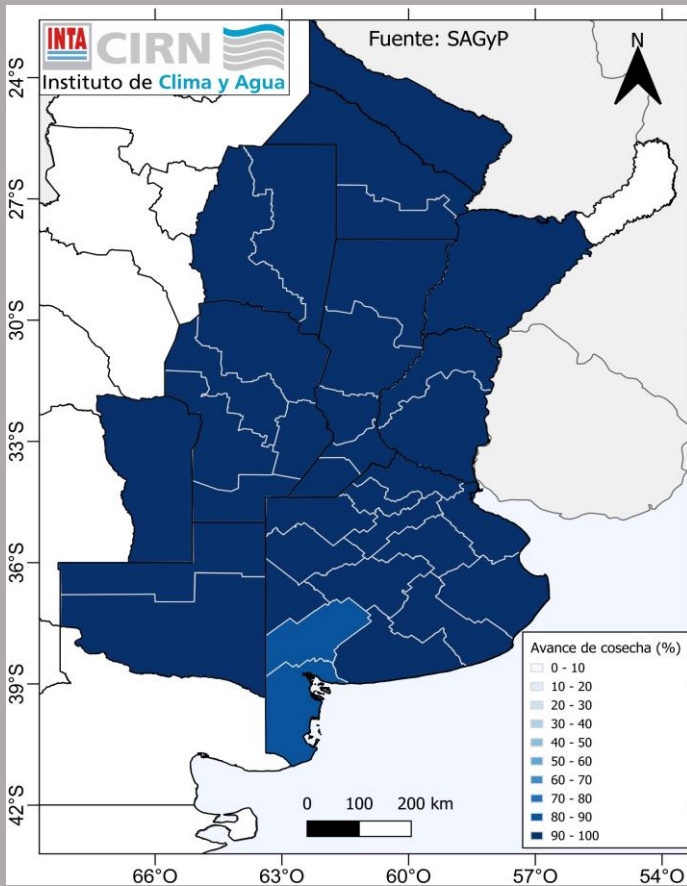 INTA CIRN
Instituto de Clima y Agua
Fuente: SAGyP
N
24°S
27°S
30°S
33°S
36°S
39°S
42°S
Avance de cosecha (%)
0 - 10
10 - 20
20 - 30
30 - 40
40 - 50
50 - 60
60 - 70
70 - 80
80 - 90
90 - 100
0 100 200 km
66°O 63°O 60°O 57°O 54°O